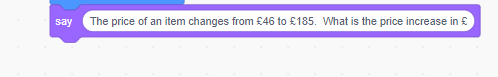 say The price of an item changes from £46 to £185. What is the price increase in £